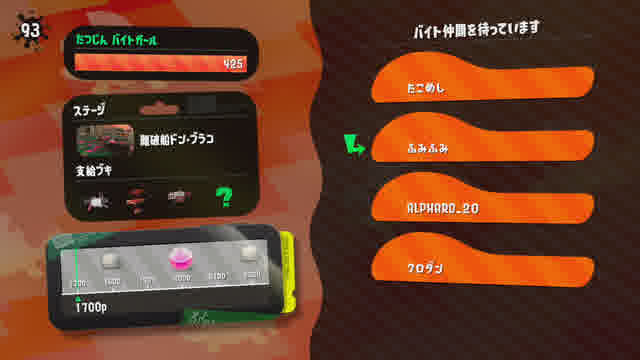 93
たつじん バイトガール
425
ステージ
難破船ドン・ブラコ
支給ブキ
?
1700p
バイト仲間を待っています
たこめし
ふみふみ
ALPHARD_20
クロダン